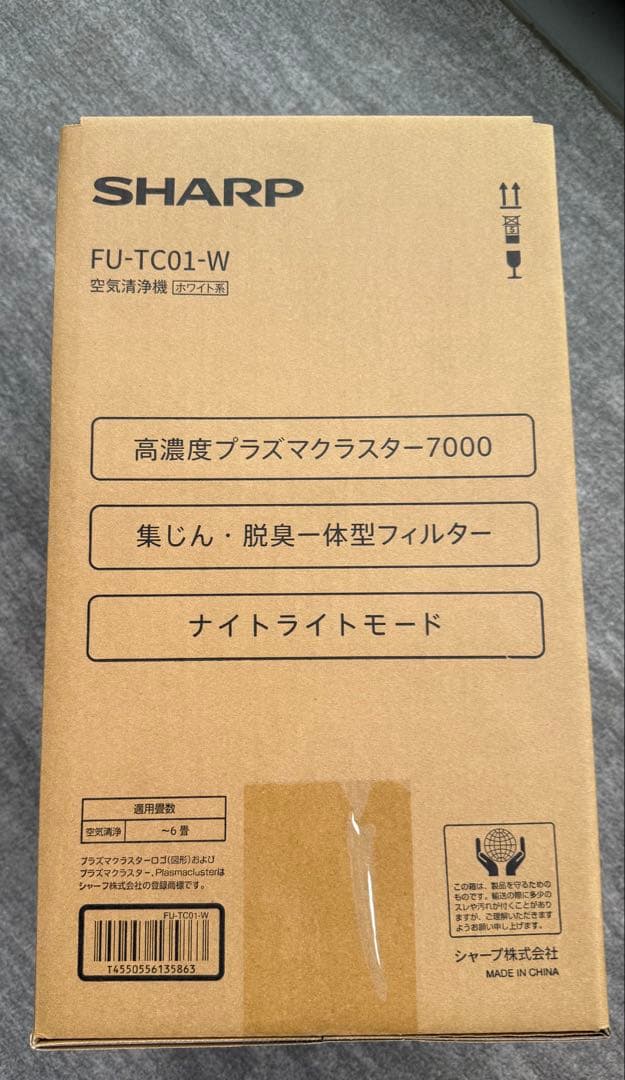 SHARP
FU-TC01-W
空気清浄機 ホワイト系
高濃度プラズマクラスター7000
集じん・脱臭一体型フィルター
ナイトライトモード
適用畳数
空気清浄 ～6畳
プラズマクラスターロゴ(図形)および
プラズマクラスター、Plasmaclusterは
シャープ株式会社の登録商標です。
FU-TC01-W
T4550556135863
この箱は、製品を守るための
ものです。輸送の際に多少の
スレや汚れが付くことがあり
ますが、ご理解いただきます
ようお願い申し上げます。
シャープ株式会社
MADE IN CHINA